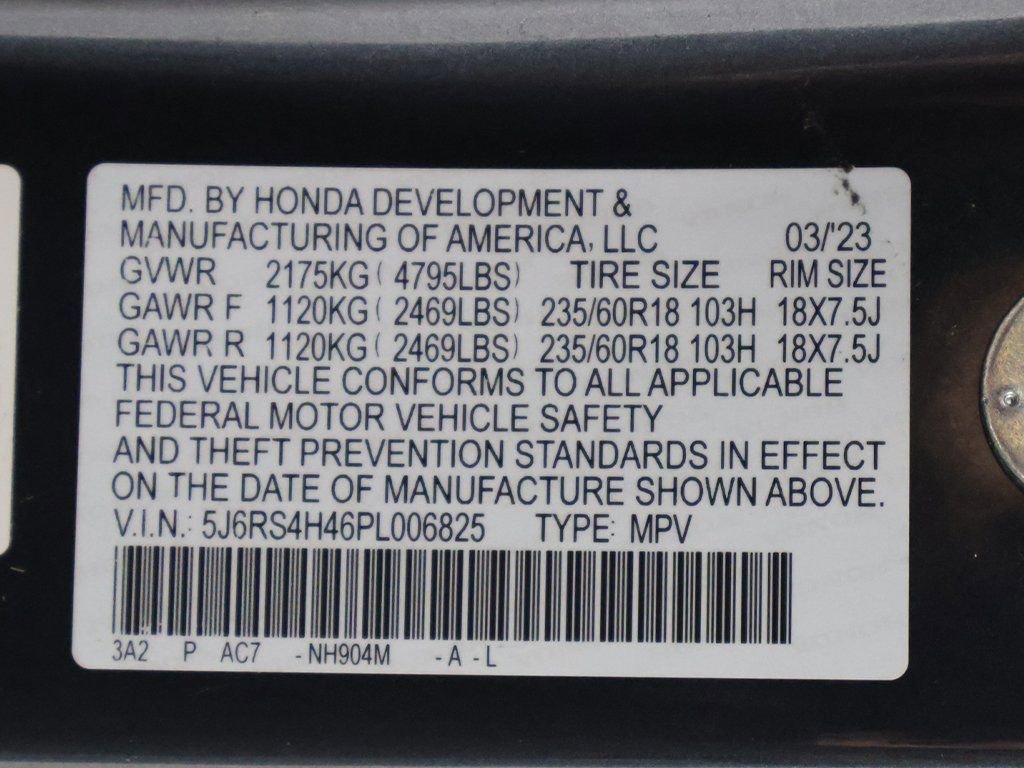 MFD. BY HONDA DEVELOPMENT &
MANUFACTURING OF AMERICA, LLC 03/'23
GVWR 2175KG ( 4795LBS) TIRE SIZE RIM SIZE
GAWR F 1120KG ( 2469LBS) 235/60R18 103H 18X7.5J
GAWR R 1120KG ( 2469LBS) 235/60R18 103H 18X7.5J
THIS VEHICLE CONFORMS TO ALL APPLICABLE
FEDERAL MOTOR VEHICLE SAFETY
AND THEFT PREVENTION STANDARDS IN EFFECT
ON THE DATE OF MANUFACTURE SHOWN ABOVE.
V.I.N.: 5J6RS4H46PL006825 TYPE: MPV
3A2 P AC7 - NH904M - A - L